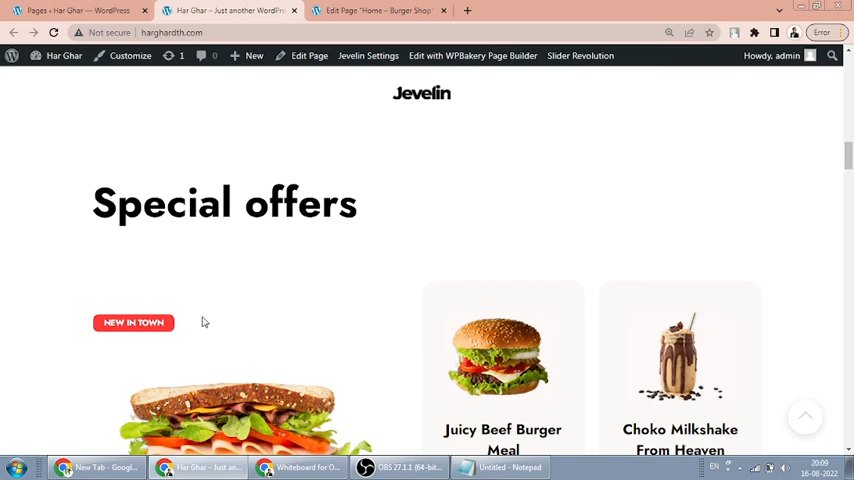 Pages ‹ Har Ghar — WordPress
Har Ghar – Just another WordPr
Edit Page "Home – Burger Shop"
Not secure
harghardth.com
Error
Har Ghar
Customize
1
0
New
Edit Page
Jevelin Settings
Edit with WPBakery Page Builder
Slider Revolution
Howdy, admin
Jevelin
Special offers
NEW IN TOWN
Juicy Beef Burger
Meal
Choko Milkshake
From Heaven
New Tab - Googl...
Har Ghar – Just an...
Whiteboard for O...
OBS 27.1.1 (64-bit...
Untitled - Notepad
EN
20:09
16-08-2022